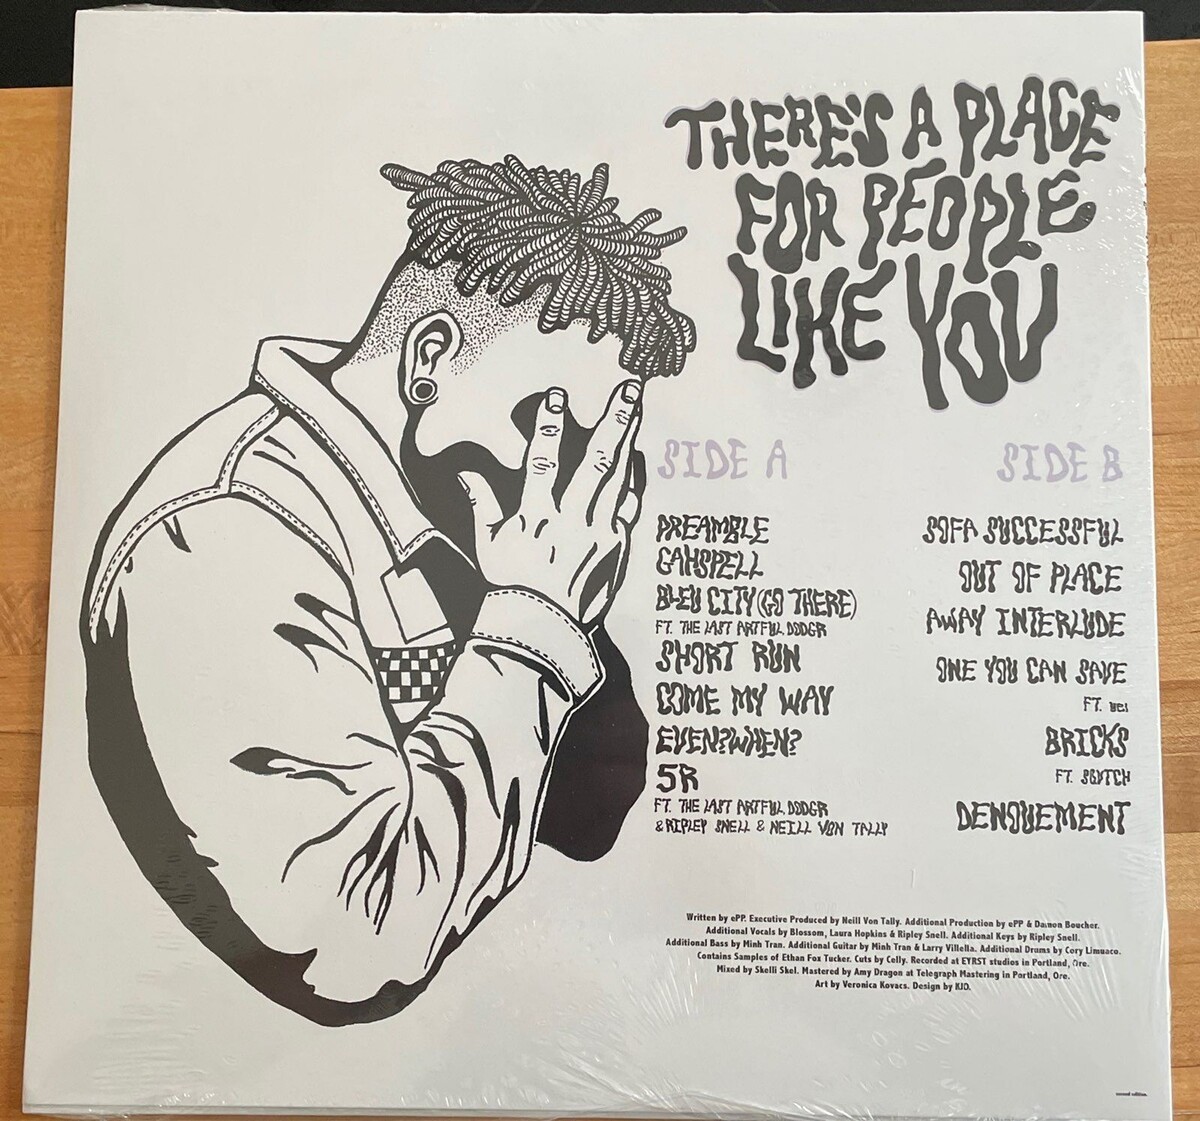 THERE'S A PLACE
FOR PEOPLE
LIKE YOU
SIDE A
PREAMBLE
GAHSPELL
BLEU CITY (GO THERE)
FT. THE LAST ARTFUL, DODGR
SHORT RUN
COME MY WAY
EVEN?WHEN?
5R
FT. THE LAST ARTFUL, DODGR
& RIPLEY SNELL & NEILL VON TALLY
SIDE B
SOFA SUCCESSFUL
OUT OF PLACE
AWAY INTERLUDE
ONE YOU CAN SAVE
FT.
BRICKS
FT.
DENOUEMENT
Written by ePP. Executive Produced by Neill Von Tally. Additional Production by ePP & Damon Boucher.
Additional Vocals by Blossom, Laura Hopkins & Ripley Snell. Additional Keys by Ripley Snell.
Additional Bass by Minh Tran. Additional Guitar by Minh Tran & Larry Villella. Additional Drums by Cory Limuaco.
Contains Samples of Ethan Fox Tucker. Cuts by Celly. Recorded at EYRST studios in Portland, Ore.
Mixed by Skelli Skel. Mastered by Amy Dragon at Telegraph Mastering in Portland, Ore.
Art by Veronica Kovacs. Design by KJO.
second edition.